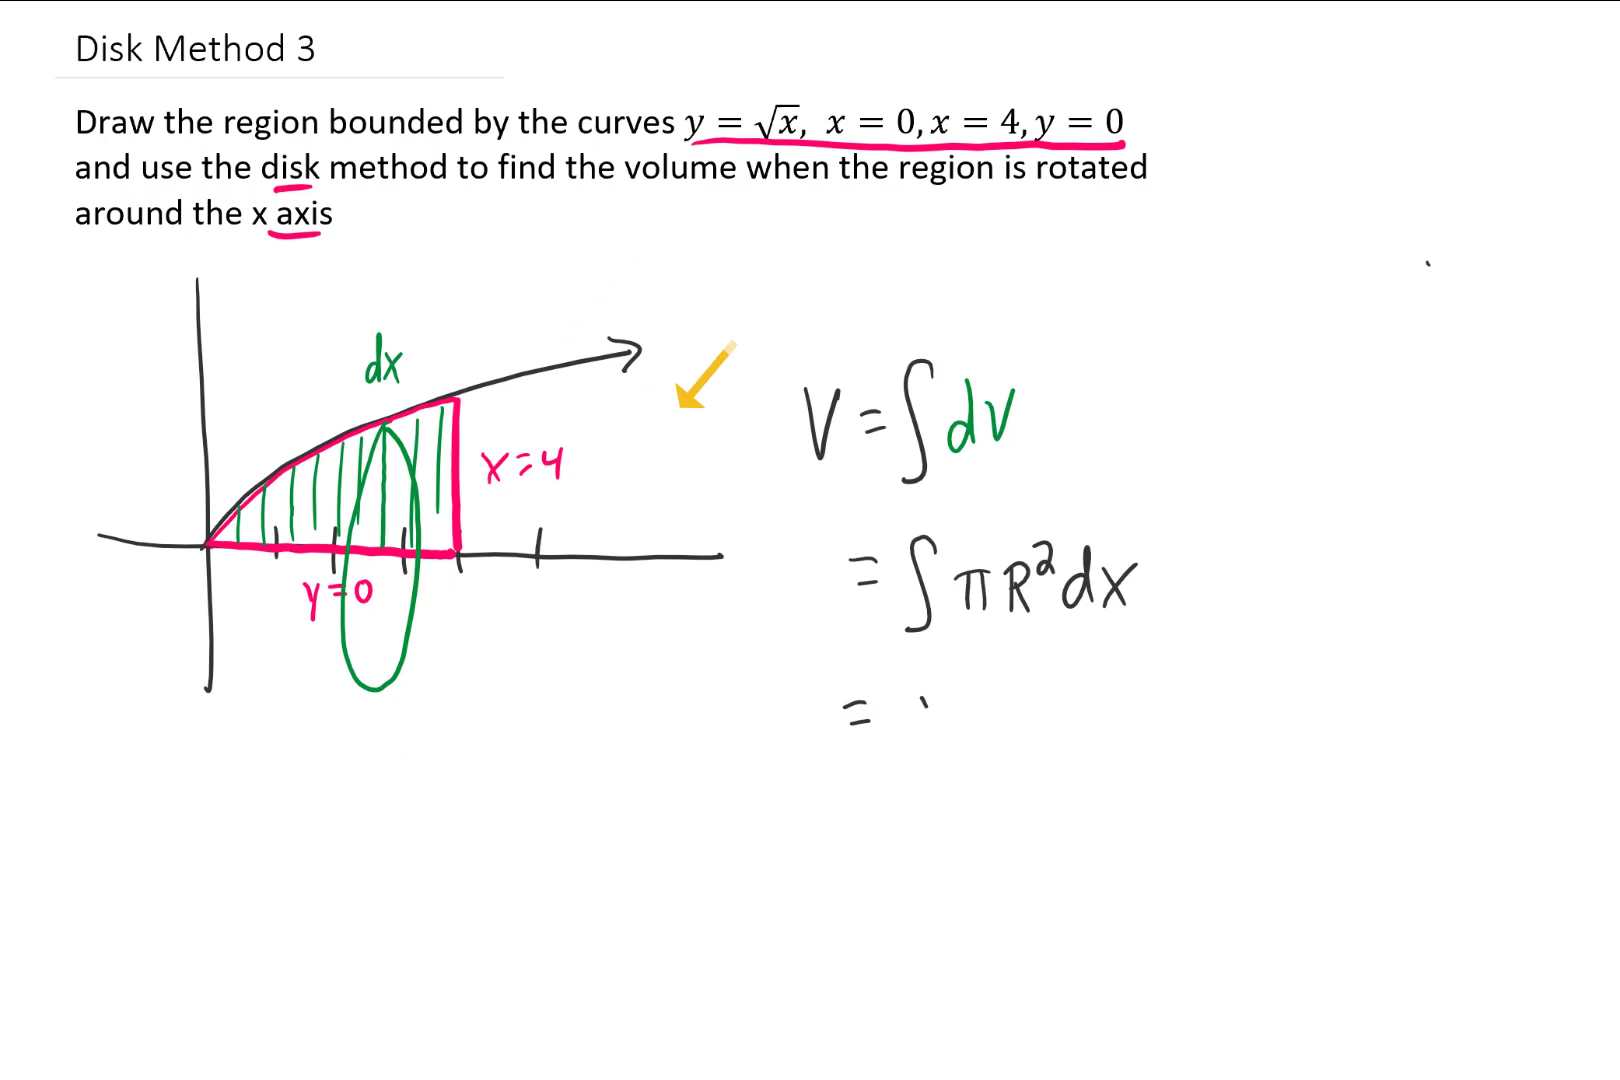 Disk Method 3
Draw the region bounded by the curves y = √x, x = 0, x = 4, y = 0
and use the disk method to find the volume when the region is rotated
around the x axis
dx
x=4
y=0
V=∫dV
=∫πR²dx
=